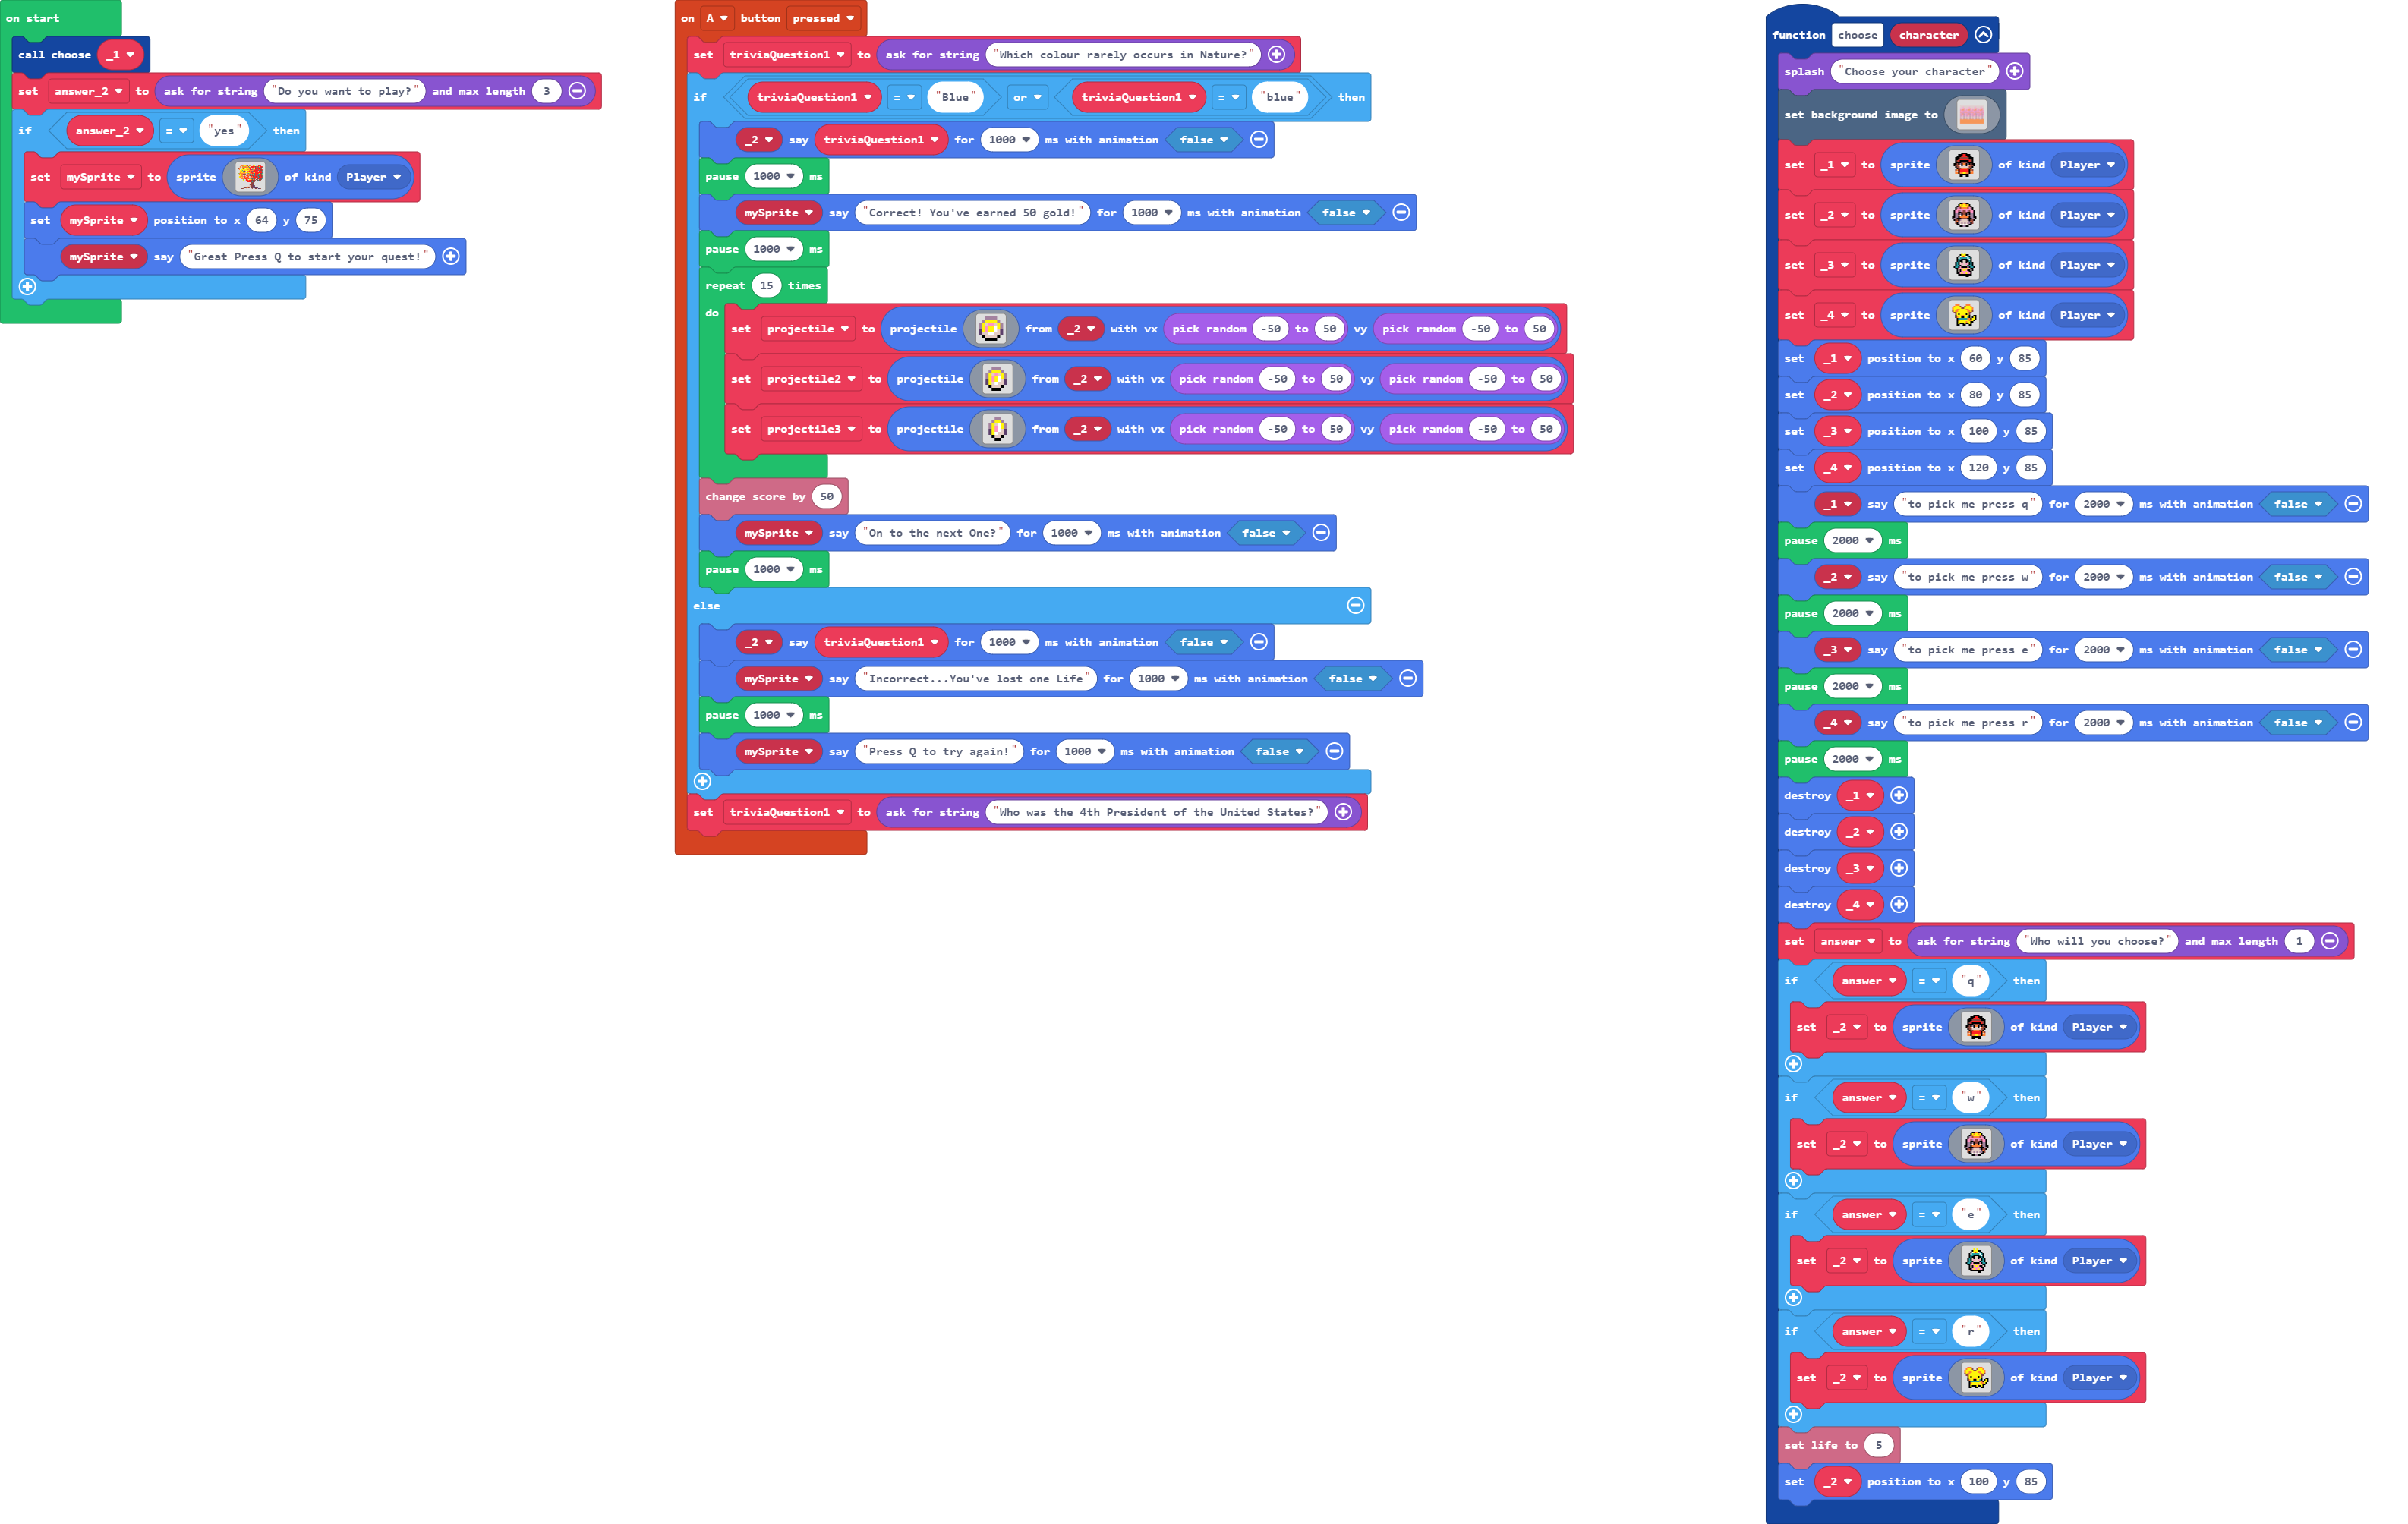 on start
call choose _1
set answer_2 to ask for string "Do you want to play?" and max length 3
if answer_2 = "yes" then
set mySprite to sprite of kind Player
set mySprite position to x 64 y 75
mySprite say "Great Press Q to start your quest!"
on A button pressed
set triviaQuestion1 to ask for string "Which colour rarely occurs in Nature?"
if triviaQuestion1 = "Blue" or triviaQuestion1 = "blue" then
_2 say triviaQuestion1 for 1000 ms with animation false
pause 1000 ms
mySprite say "Correct! You've earned 50 gold!" for 1000 ms with animation false
pause 1000 ms
repeat 15 times
do
set projectile to projectile from _2 with vx pick random -50 to 50 vy pick random -50 to 50
set projectile2 to projectile from _2 with vx pick random -50 to 50 vy pick random -50 to 50
set projectile3 to projectile from _2 with vx pick random -50 to 50 vy pick random -50 to 50
change score by 50
mySprite say "On to the next One?" for 1000 ms with animation false
pause 1000 ms
else
_2 say triviaQuestion1 for 1000 ms with animation false
mySprite say "Incorrect...You've lost one Life" for 1000 ms with animation false
pause 1000 ms
mySprite say "Press Q to try again!" for 1000 ms with animation false
set triviaQuestion1 to ask for string "Who was the 4th President of the United States?"
function choose character
splash "Choose your character"
set background image to
set _1 to sprite of kind Player
set _2 to sprite of kind Player
set _3 to sprite of kind Player
set _4 to sprite of kind Player
set _1 position to x 60 y 85
set _2 position to x 80 y 85
set _3 position to x 100 y 85
set _4 position to x 120 y 85
_1 say "to pick me press q" for 2000 ms with animation false
pause 2000 ms
_2 say "to pick me press w" for 2000 ms with animation false
pause 2000 ms
_3 say "to pick me press e" for 2000 ms with animation false
pause 2000 ms
_4 say "to pick me press r" for 2000 ms with animation false
pause 2000 ms
destroy _1
destroy _2
destroy _3
destroy _4
set answer to ask for string "Who will you choose?" and max length 1
if answer = "q" then
set _2 to sprite of kind Player
if answer = "w" then
set _2 to sprite of kind Player
if answer = "e" then
set _2 to sprite of kind Player
if answer = "r" then
set _2 to sprite of kind Player
set life to 5
set _2 position to x 100 y 85